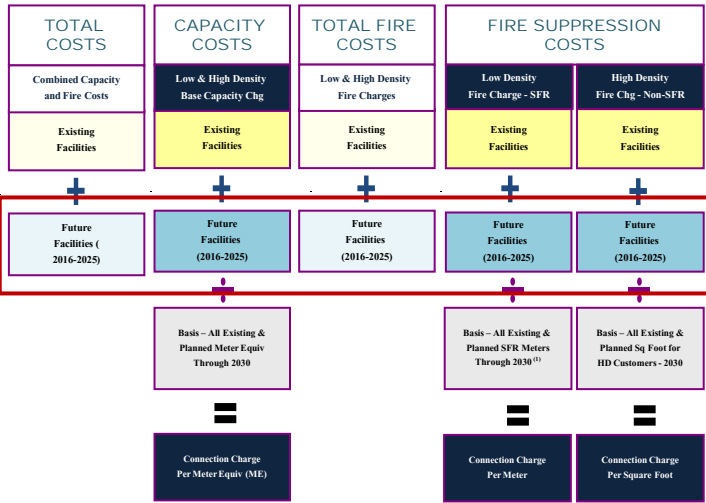 TOTAL
COSTS
CAPACITY
COSTS
TOTAL FIRE
COSTS
FIRE SUPPRESSION
COSTS
Combined Capacity
and Fire Costs
Low & High Density
Base Capacity Chg
Low & High Density
Fire Charges
Low Density
Fire Charge - SFR
High Density
Fire Chg - Non-SFR
Existing
Facilities
Existing
Facilities
Existing
Facilities
Existing
Facilities
Existing
Facilities
+
+
+
+
+
Future
Facilities (
2016-2025)
Future
Facilities
(2016-2025)
Future
Facilities
(2016-2025)
Future
Facilities
(2016-2025)
Future
Facilities
(2016-2025)
÷
÷
÷
Basis – All Existing &
Planned Meter Equiv
Through 2030
Basis – All Existing &
Planned SFR Meters
Through 2030 (1)
Basis – All Existing &
Planned Sq Foot for
HD Customers - 2030
=
=
=
Connection Charge
Per Meter Equiv (ME)
Connection Charge
Per Meter
Connection Charge
Per Square Foot